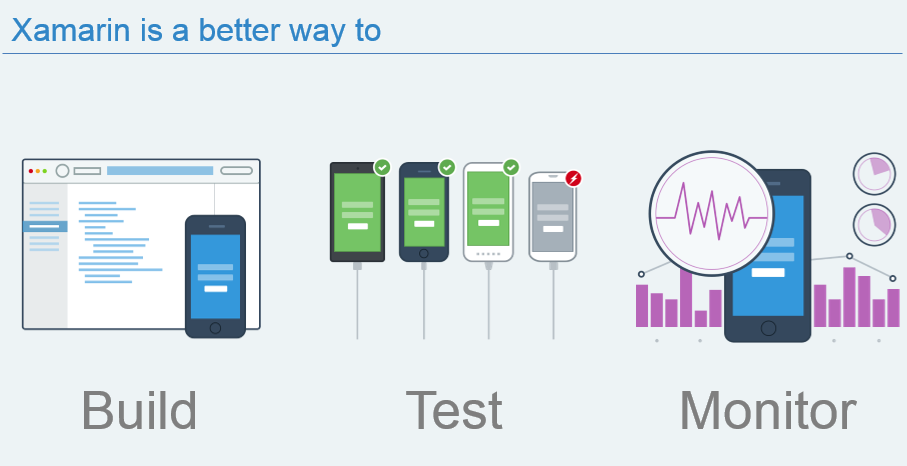 Xamarin is a better way to
Build
Test
Monitor